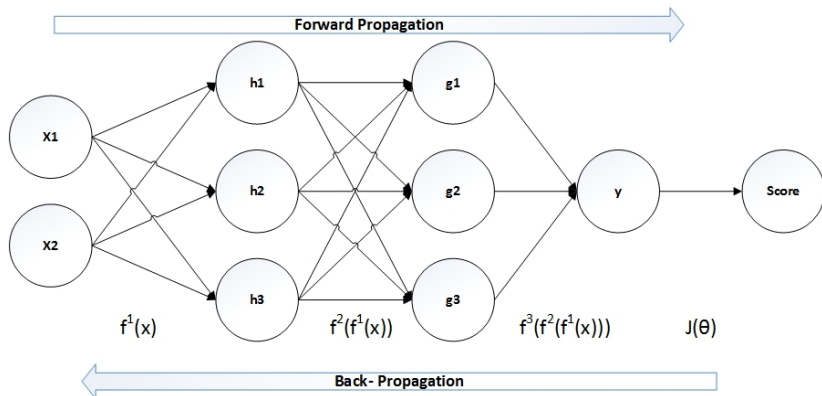 Forward Propagation
h1
g1
X1
h2
g2
y
Score
X2
h3
g3
f¹(x)
f²(f¹(x))
f³(f²(f¹(x)))
J(θ)
Back- Propagation